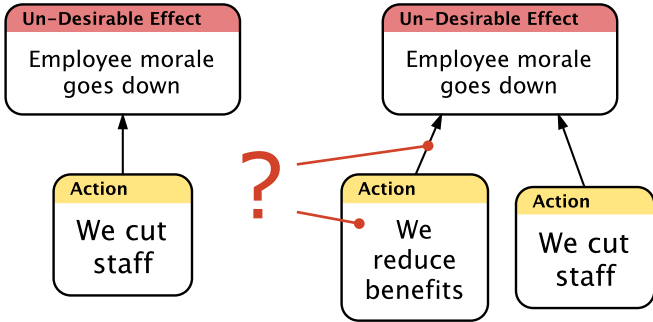 Un-Desirable Effect
Employee morale
goes down
Action
We cut
staff
?
Un-Desirable Effect
Employee morale
goes down
Action
We
reduce
benefits
Action
We cut
staff